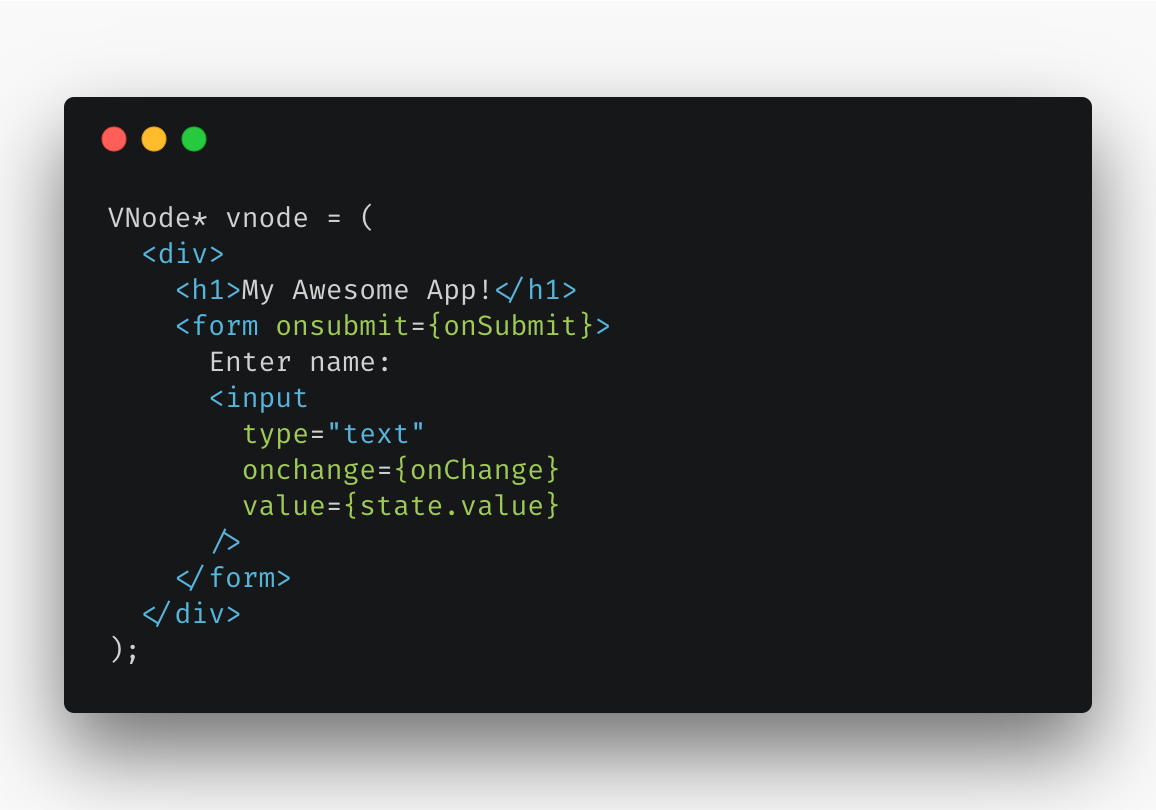 VNode* vnode = (
  <div>
    <h1>My Awesome App!</h1>
    <form onsubmit={onSubmit}>
      Enter name:
      <input
        type="text"
        onchange={onChange}
        value={state.value}
      />
    </form>
  </div>
);